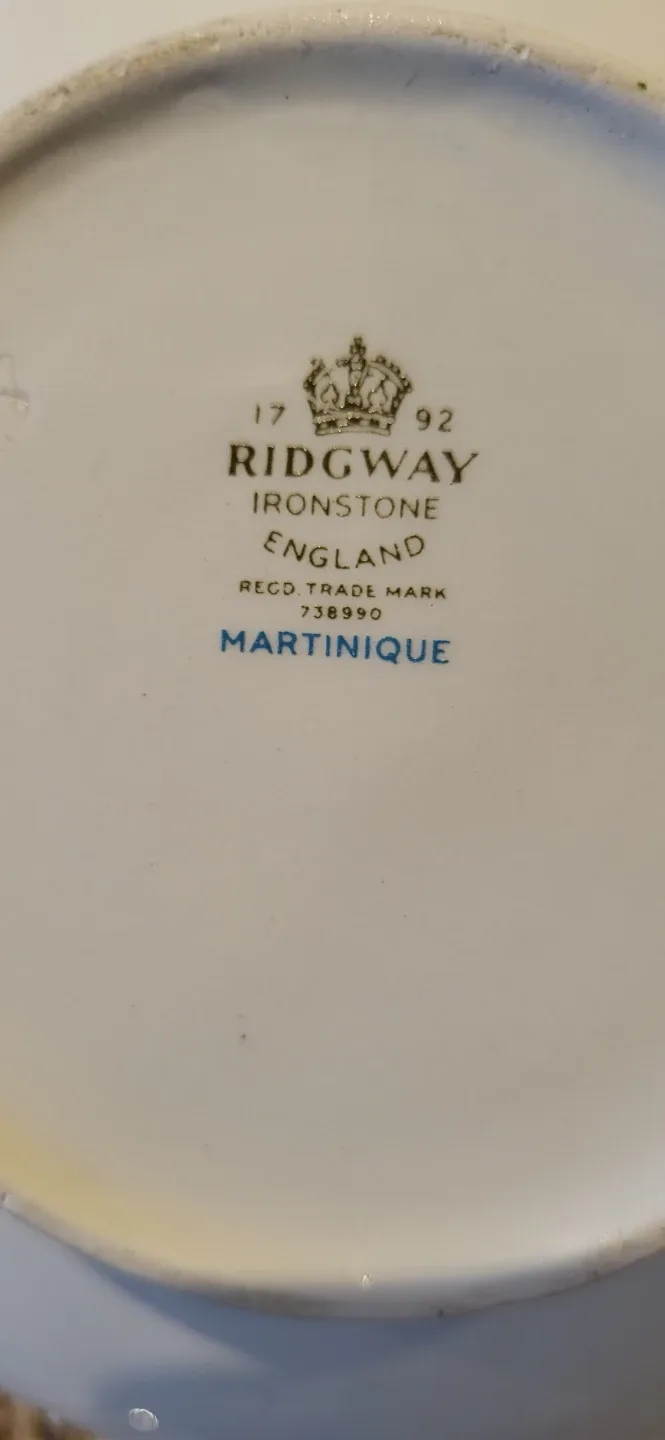 17 92
RIDGWAY
IRONSTONE
ENGLAND
REGD. TRADE MARK
738990
MARTINIQUE